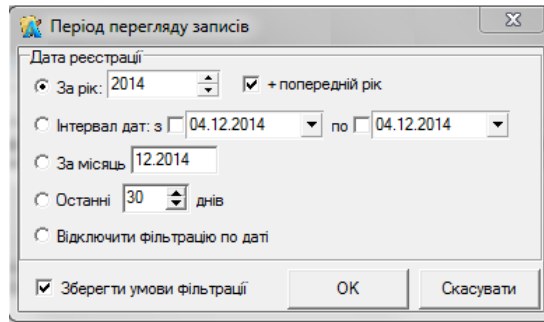 Період перегляду записів
Дата реєстрації
За рік: 2014 + попередній рік
Інтервал дат: з 04.12.2014 по 04.12.2014
За місяць 12.2014
Останні 30 днів
Відключити фільтрацію по даті
Зберегти умови фільтрації OK Скасувати